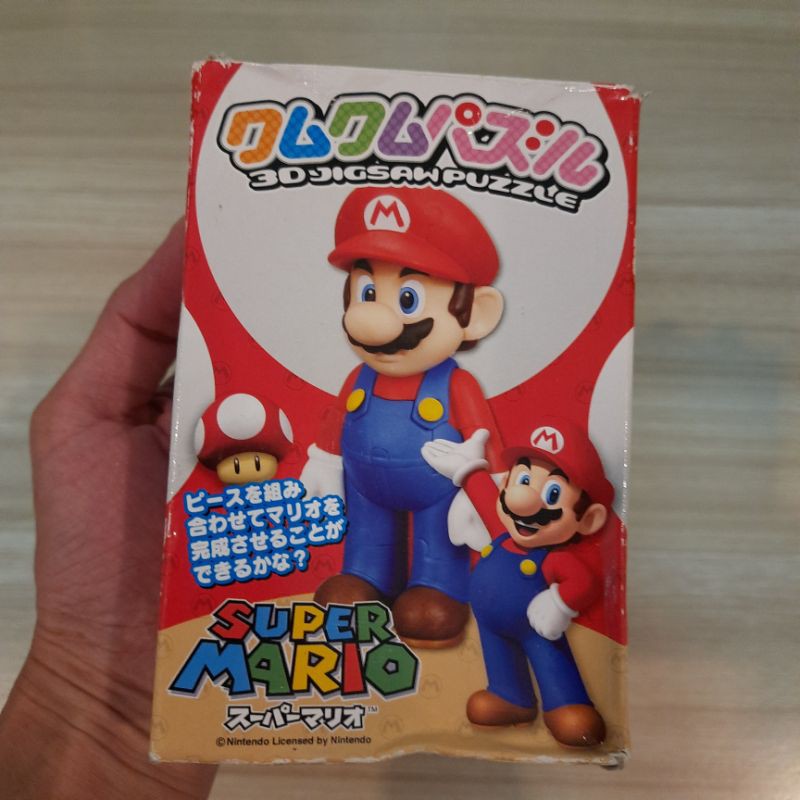 クムクムパズル
3D JIGSAW PUZZLE
M
M
ピースを組み
合わせてマリオを
完成させることが
できるかな？
SUPER
MARIO
スーパーマリオ™
©Nintendo Licensed by Nintendo